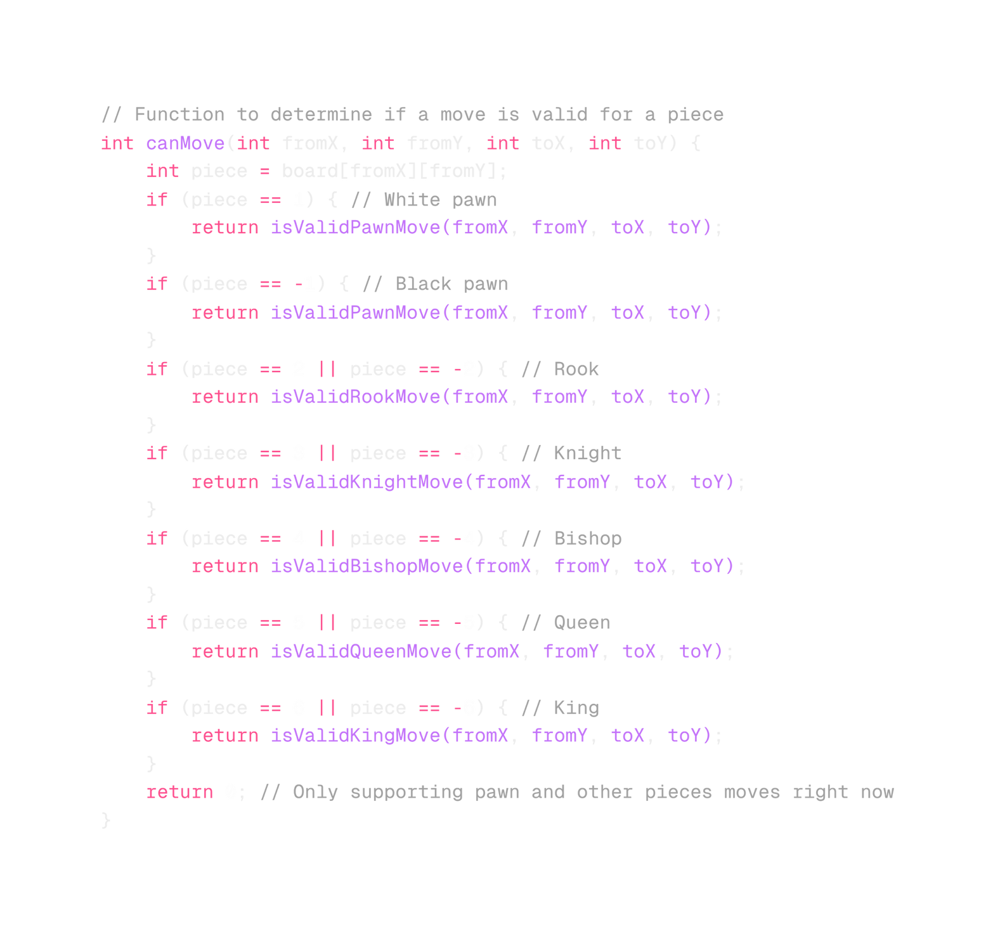 // Function to determine if a move is valid for a piece
int canMove(int fromX, int fromY, int toX, int toY) {
    int piece = board[fromX][fromY];
    if (piece == 1) { // White pawn
        return isValidPawnMove(fromX, fromY, toX, toY);
    }
    if (piece == -) { // Black pawn
        return isValidPawnMove(fromX, fromY, toX, toY);
    }
    if (piece == 2 || piece == -2) { // Rook
        return isValidRookMove(fromX, fromY, toX, toY);
    }
    if (piece == 3 || piece == -3) { // Knight
        return isValidKnightMove(fromX, fromY, toX, toY);
    }
    if (piece == 4 || piece == -4) { // Bishop
        return isValidBishopMove(fromX, fromY, toX, toY);
    }
    if (piece == || piece == -) { // Queen
        return isValidQueenMove(fromX, fromY, toX, toY);
    }
    if (piece == || piece == -) { // King
        return isValidKingMove(fromX, fromY, toX, toY);
    }
    return 0; // Only supporting pawn and other pieces moves right now
}